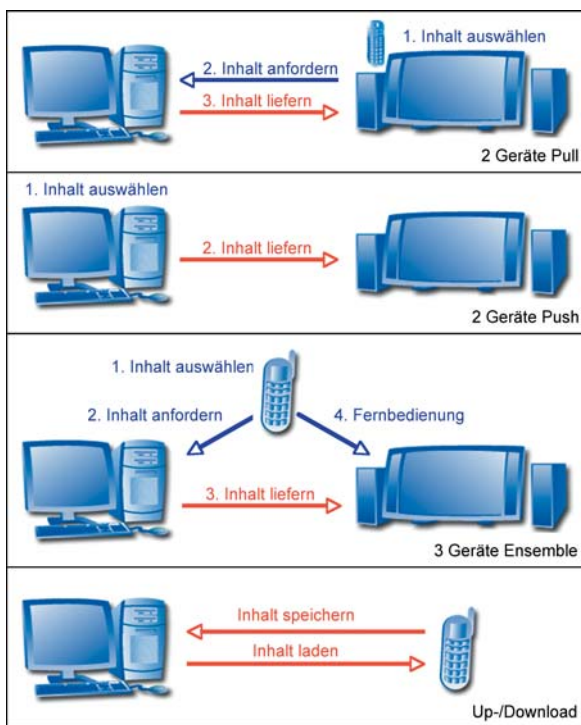 1. Inhalt auswählen
2. Inhalt anfordern
3. Inhalt liefern
2 Geräte Pull
1. Inhalt auswählen
2. Inhalt liefern
2 Geräte Push
1. Inhalt auswählen
2. Inhalt anfordern
4. Fernbedienung
3. Inhalt liefern
3 Geräte Ensemble
Inhalt speichern
Inhalt laden
Up-/Download